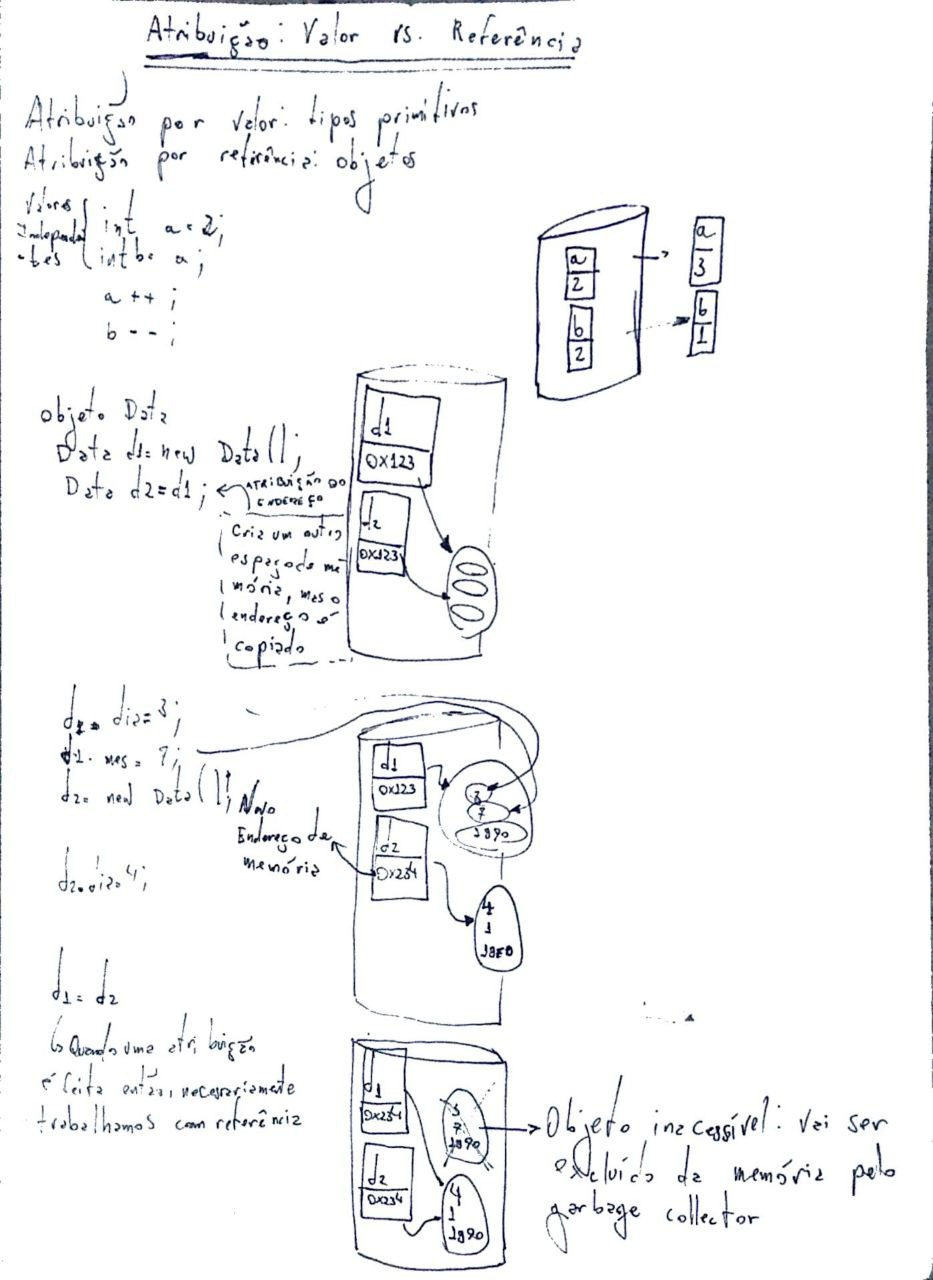 Atribuição: Valor vs. Referência
Atribuição por valor: tipos primitivos
Atribuição por referência: objetos
Valores
Independen
-tes
int a = 2;
int b = a;
a ++ ;
b -- ;
a
2
b
2
a
3
b
1
objeto Data
Data d1 = new Data();
Data d2 = d1;
ATRIBUIÇÃO DO
ENDEREÇO
Cria um outro
espaço de me
mória, mas o
endereço é
copiado
d1
0X123
d2
0X123
d1. dia = 3;
d1. mes = 7;
d2 = new Data();
Novo
Endereço de
memória
d2.dia = 4;
d1
0X123
d2
0X234
3
7
1890
4
1
d1 = d2
↳ Quando uma atribuição
é feita então, necessariamente
trabalhamos com referência
d1
0X234
d2
0X234
3
7
1890
4
1
1890
Objeto inacessível: vai ser
excluído da memória pelo
garbage collector